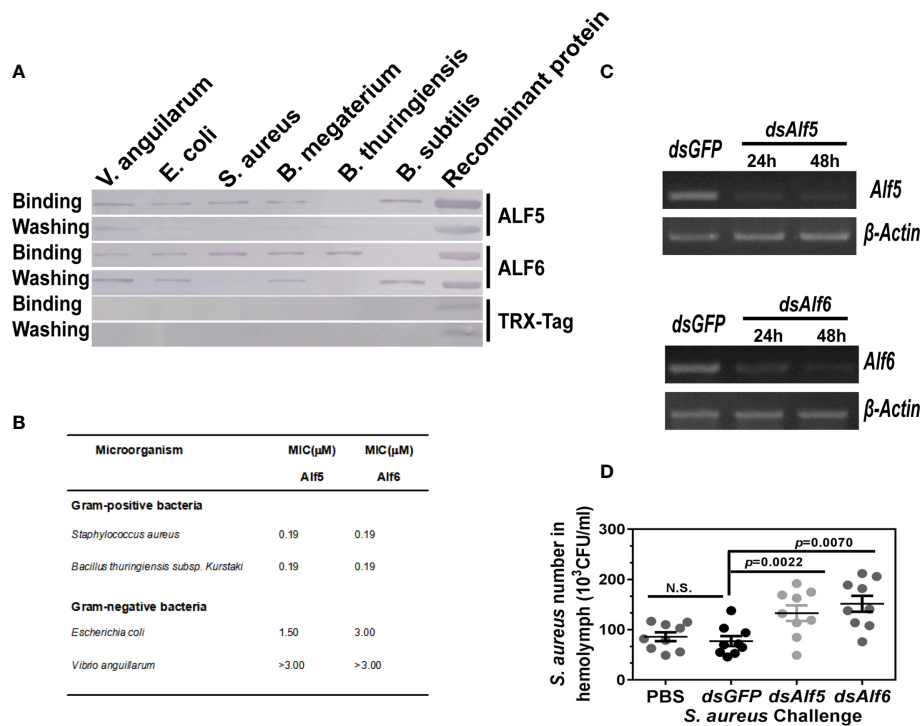 A
V. anguilarum
E. coli
S. aureus
B. megaterium
B. thuringiensis
B. subtilis
Recombinant protein
Binding
Washing
ALF5
Binding
Washing
ALF6
Binding
Washing
TRX-Tag
B
Microorganism MIC(μM) MIC(μM)
Alf5 Alf6
Gram-positive bacteria
Staphylococcus aureus 0.19 0.19
Bacillus thuringiensis subsp. Kurstaki 0.19 0.19
Gram-negative bacteria
Escherichia coli 1.50 3.00
Vibrio anguillarum >3.00 >3.00
C
dsAlf5
dsGFP 24h 48h
Alf5
β-Actin
dsAlf6
dsGFP 24h 48h
Alf6
β-Actin
D
S. aureus number in
hemolymph (10³CFU/ml)
300
200
100
0
N.S.
p=0.0022
p=0.0070
PBS dsGFP dsAlf5 dsAlf6
S. aureus Challenge